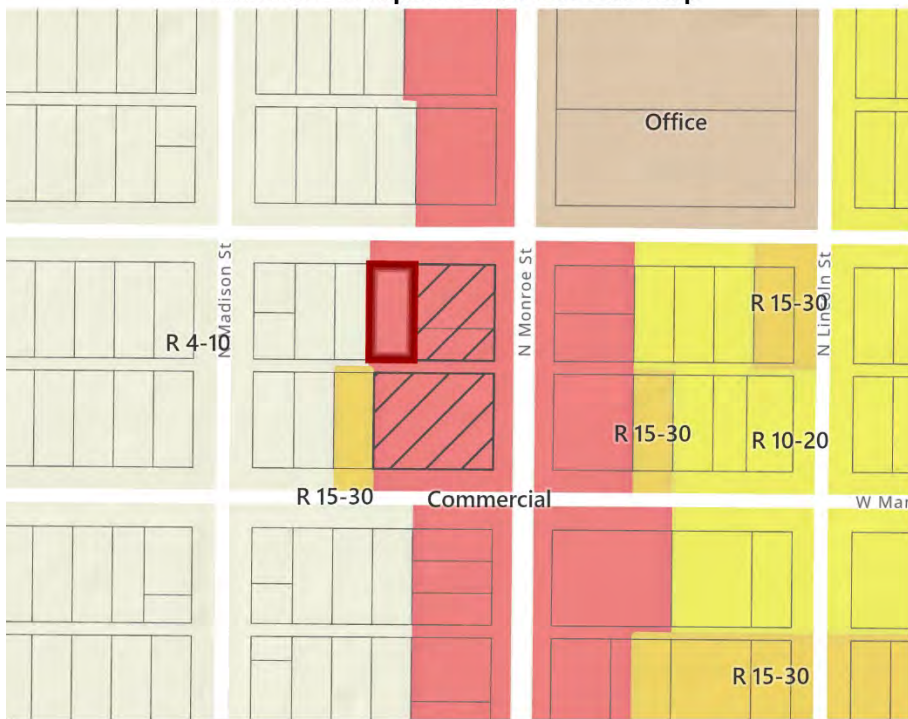 Office
N Madison St
N Monroe St
N Lincoln St
R 15-30
R 4-10
R 15-30
R 10-20
R 15-30
Commercial
W Mar
R 15-30